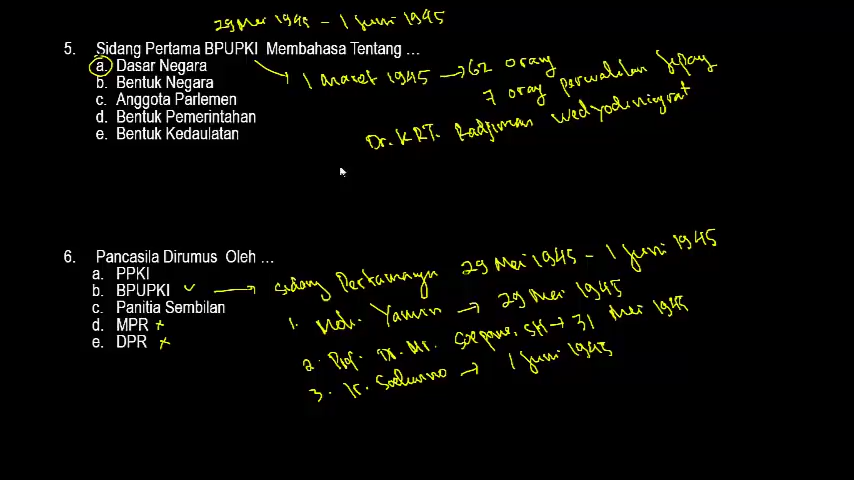 29 Mei 1945 - 1 Juni 1945
5. Sidang Pertama BPUPKI Membahasa Tentang ...
a. Dasar Negara
b. Bentuk Negara
c. Anggota Parlemen
d. Bentuk Pemerintahan
e. Bentuk Kedaulatan
1 Maret 1945 → 62 orang
7 orang perwakilan Jepang
Dr. KRT. Radjiman Wedyodiningrat
6. Pancasila Dirumus Oleh ...
a. PPKI
b. BPUPKI
c. Panitia Sembilan
d. MPR
e. DPR
sidang Pertamanya 29 Mei 1945 - 1 Juni 1945
1. Moh. Yamin → 29 Mei 1945
2. Prof. Dr. Mr. Soepomo, SH → 31 Mei 1945
3. Ir. Soekarno → 1 Juni 1945